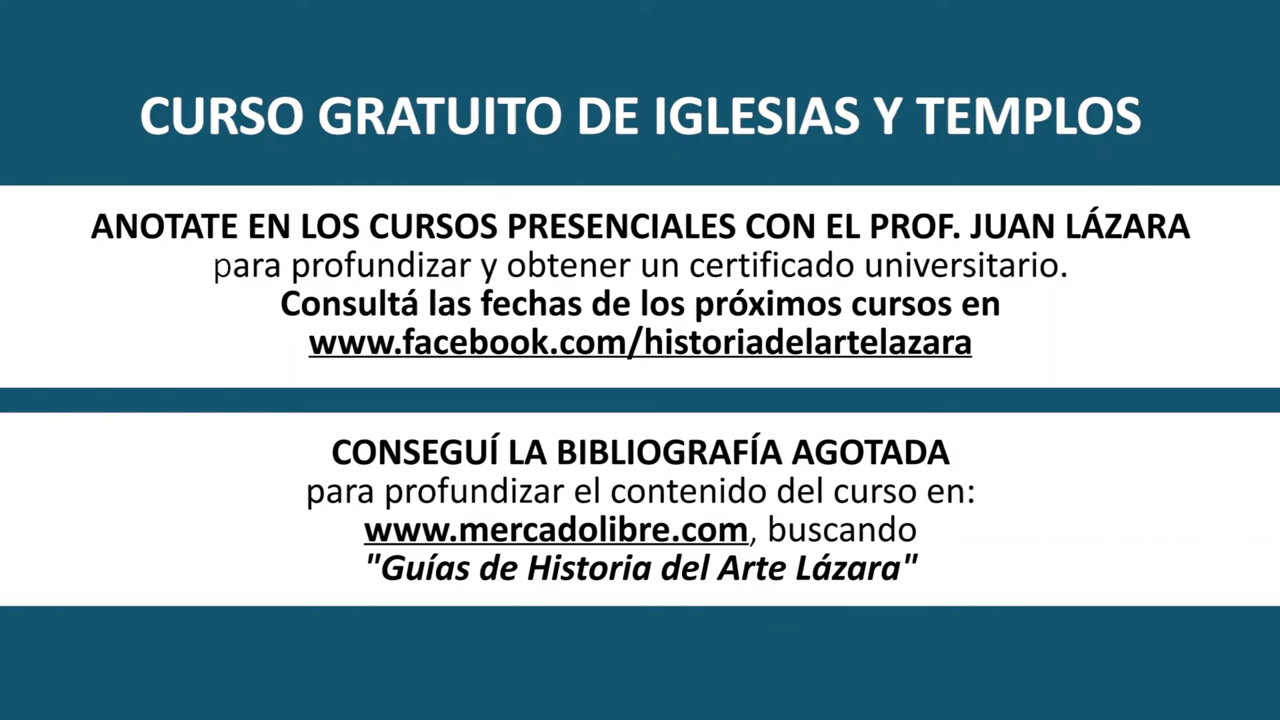 CURSO GRATUITO DE IGLESIAS Y TEMPLOS
ANOTATE EN LOS CURSOS PRESENCIALES CON EL PROF. JUAN LÁZARA
para profundizar y obtener un certificado universitario.
Consultá las fechas de los próximos cursos en
www.facebook.com/historiadelartelazara
CONSEGUÍ LA BIBLIOGRAFÍA AGOTADA
para profundizar el contenido del curso en:
www.mercadolibre.com, buscando
"Guías de Historia del Arte Lázara"